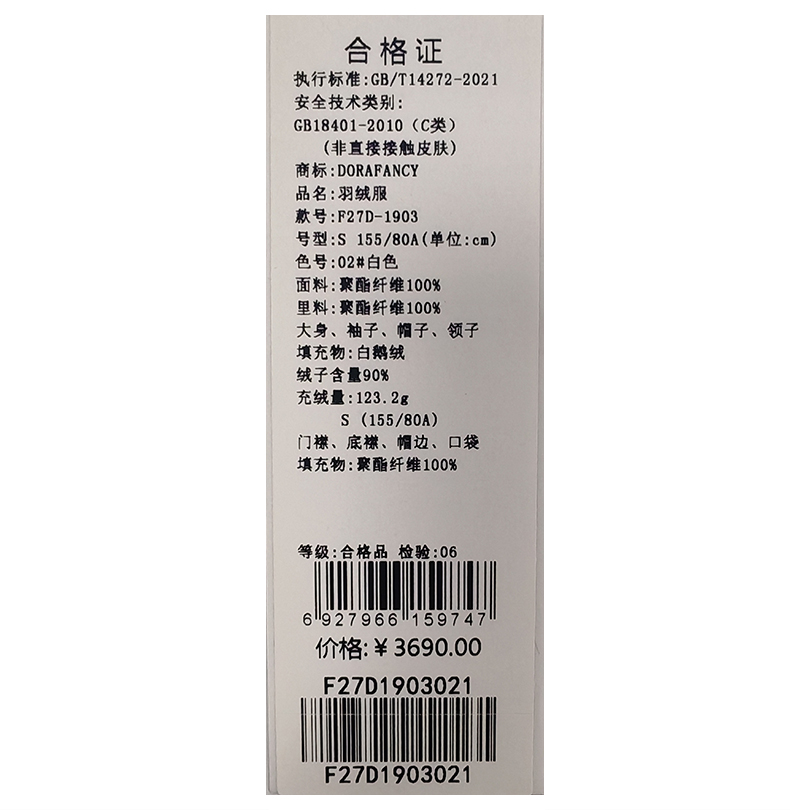 合格证
执行标准:GB/T14272-2021
安全技术类别:
GB18401-2010（C类）
(非直接接触皮肤)
商标:DORAFANCY
品名:羽绒服
款号:F27D-1903
号型:S 155/80A(单位:cm)
色号:02#白色
面料:聚酯纤维100%
里料:聚酯纤维100%
大身、袖子、帽子、领子
填充物:白鹅绒
绒子含量90%
充绒量:123.2g
S (155/80A)
门襟、底襟、帽边、口袋
填充物:聚酯纤维100%
等级:合格品 检验:06
6 927966 159747
价格:¥3690.00
F27D1903021
F27D1903021